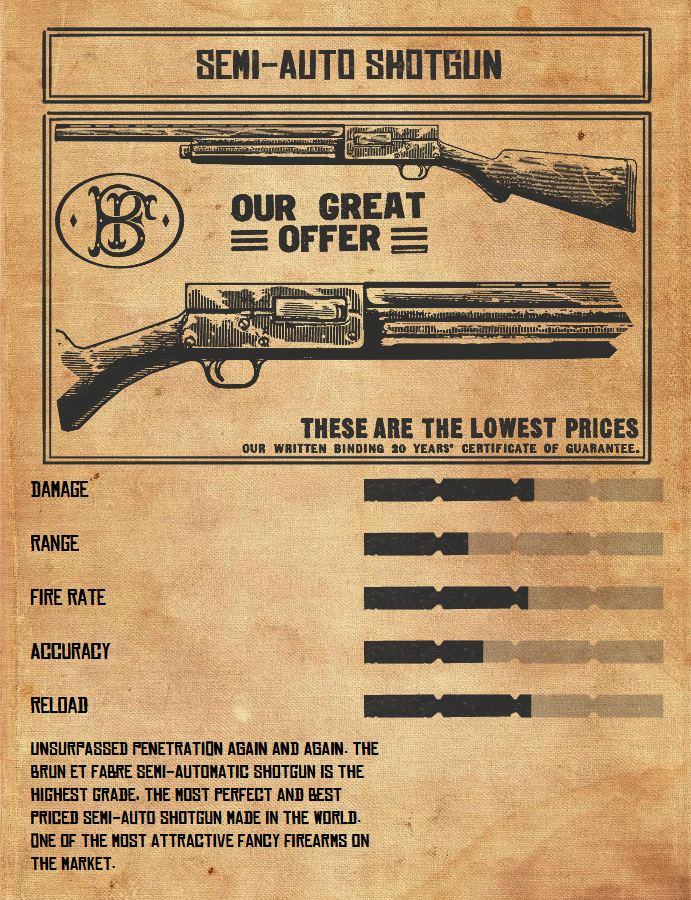 SEMI-AUTO SHOTGUN
OUR GREAT
OFFER
THESE ARE THE LOWEST PRICES
OUR WRITTEN BINDING 20 YEARS' CERTIFICATE OF GUARANTEE.
DAMAGE
RANGE
FIRE RATE
ACCURACY
RELOAD
UNSURPASSED PENETRATION AGAIN AND AGAIN. THE
BRUN ET FABRE SEMI-AUTOMATIC SHOTGUN IS THE
HIGHEST GRADE, THE MOST PERFECT AND BEST
PRICED SEMI-AUTO SHOTGUN MADE IN THE WORLD.
ONE OF THE MOST ATTRACTIVE FANCY FIREARMS ON
THE MARKET.